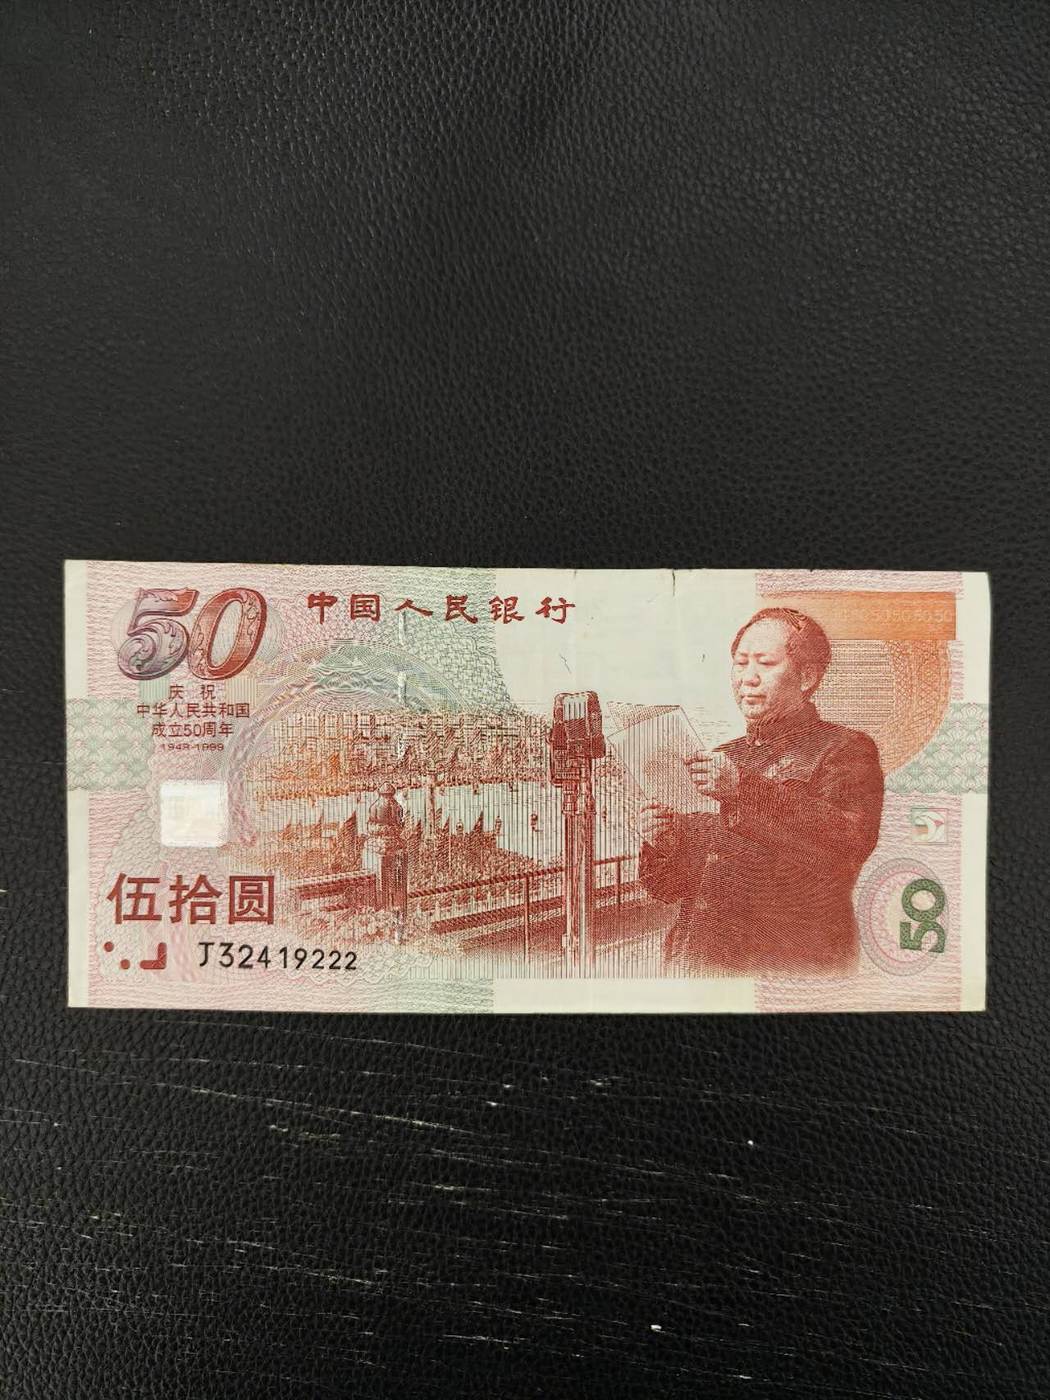 50
中国人民银行
庆祝
中华人民共和国
成立50周年
1949-1999
伍拾圆
J32419222
50